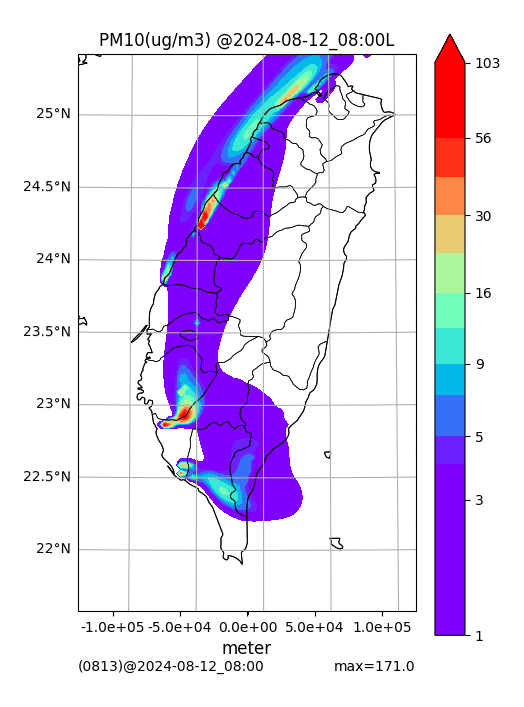 PM10(ug/m3) @2024-08-12_08:00L
103
56
30
16
9
5
3
1
25°N
24.5°N
24°N
23.5°N
23°N
22.5°N
22°N
-1.0e+05 -5.0e+04 0.0e+00 5.0e+04 1.0e+05
meter
(0813)@2024-08-12_08:00 max=171.0